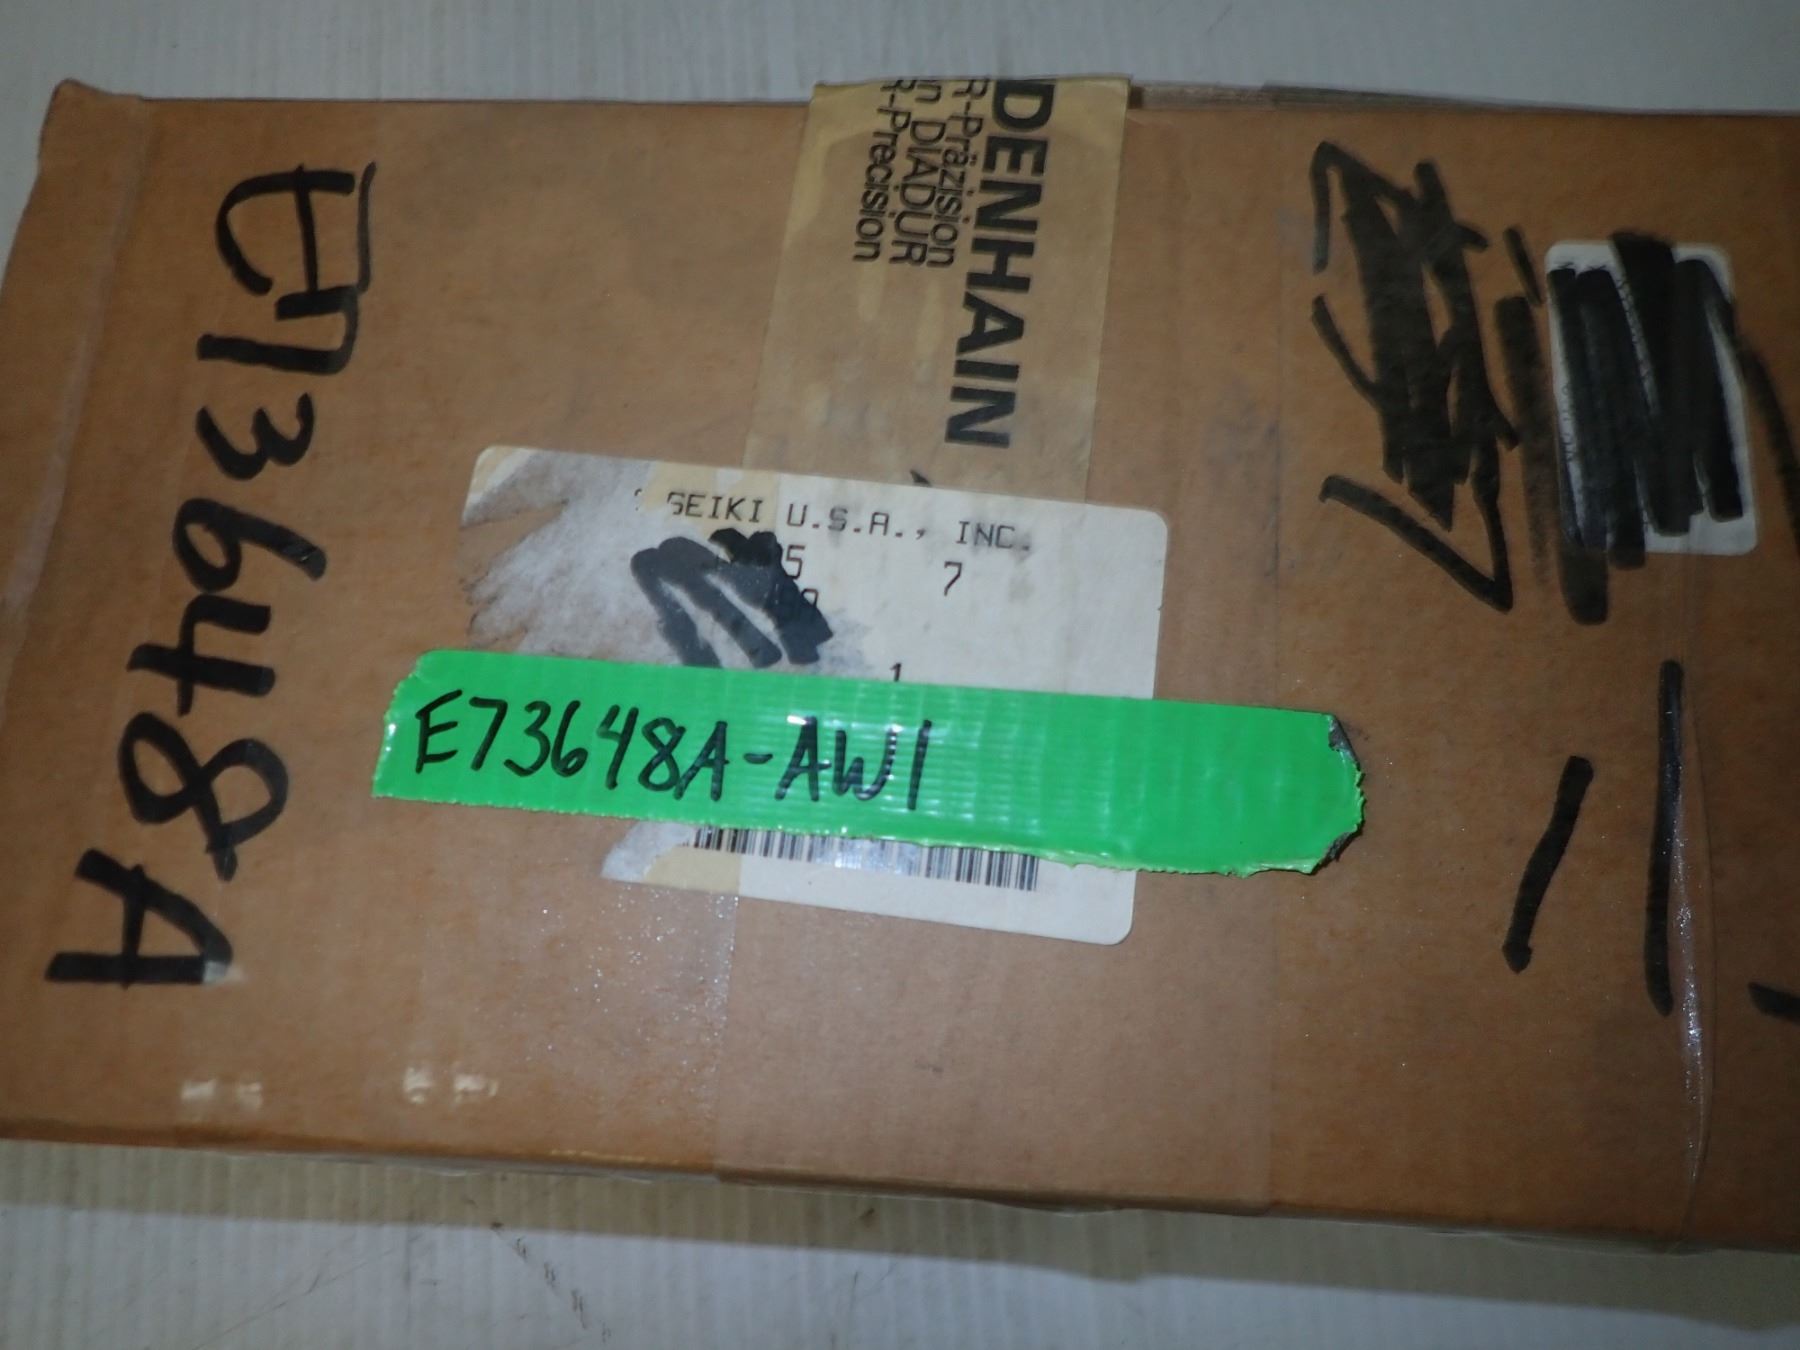 E73648A
DENHAIN
R-Präzision
n DIADUR
R-Precision
SEIKI U.S.A., INC.
5 7
1
E73648A-AW1